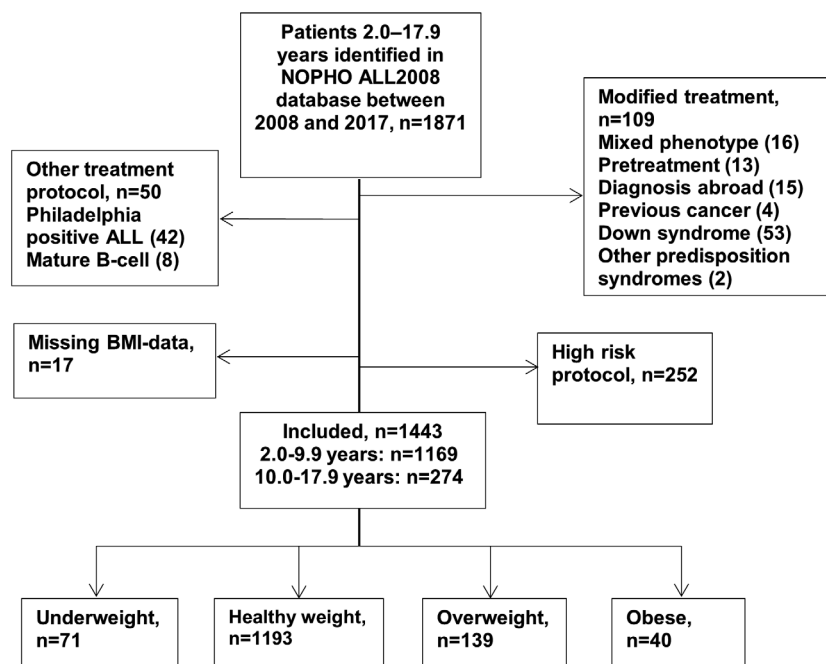 Patients 2.0–17.9
years identified in
NOPHO ALL2008
database between
2008 and 2017, n=1871
Modified treatment,
n=109
Mixed phenotype (16)
Pretreatment (13)
Diagnosis abroad (15)
Previous cancer (4)
Down syndrome (53)
Other predisposition
syndromes (2)
Other treatment
protocol, n=50
Philadelphia
positive ALL (42)
Mature B-cell (8)
Missing BMI-data,
n=17
High risk
protocol, n=252
Included, n=1443
2.0-9.9 years: n=1169
10.0-17.9 years: n=274
Underweight,
n=71
Healthy weight,
n=1193
Overweight,
n=139
Obese,
n=40